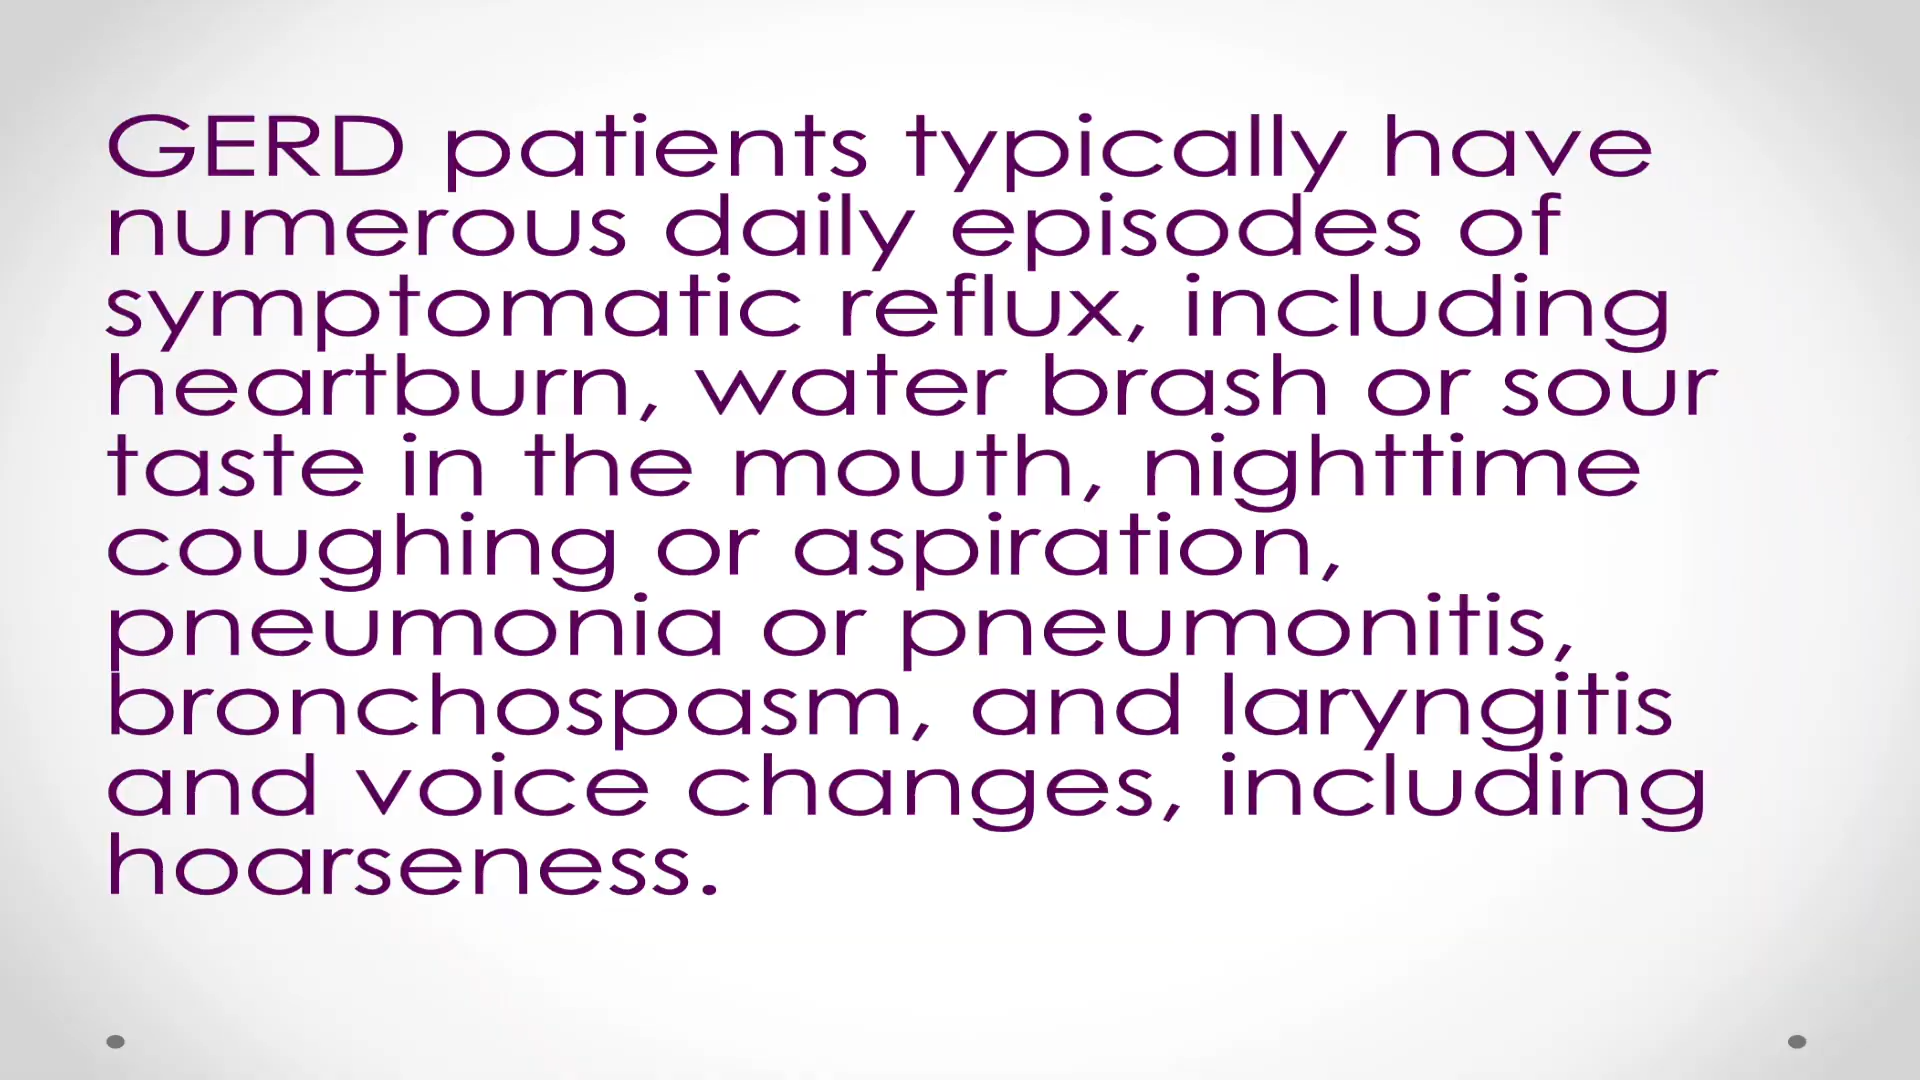 GERD patients typically have
numerous daily episodes of
symptomatic reflux, including
heartburn, water brash or sour
taste in the mouth, nighttime
coughing or aspiration,
pneumonia or pneumonitis,
bronchospasm, and laryngitis
and voice changes, including
hoarseness.